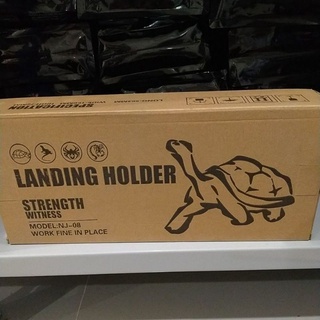 SPECIFICATION
LANDING HOLDER
STRENGTH
WITNESS
MODEL:NJ-08
WORK FINE IN PLACE